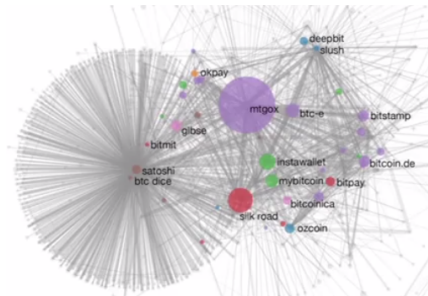 deepbit
slush
okpay
mtgox
btc-e
bitstamp
gibse
bitmit
bitcoin.de
instawallet
satoshi
btc dice
mybitcoin
bitpay
bitcoinica
silk road
ozcoin